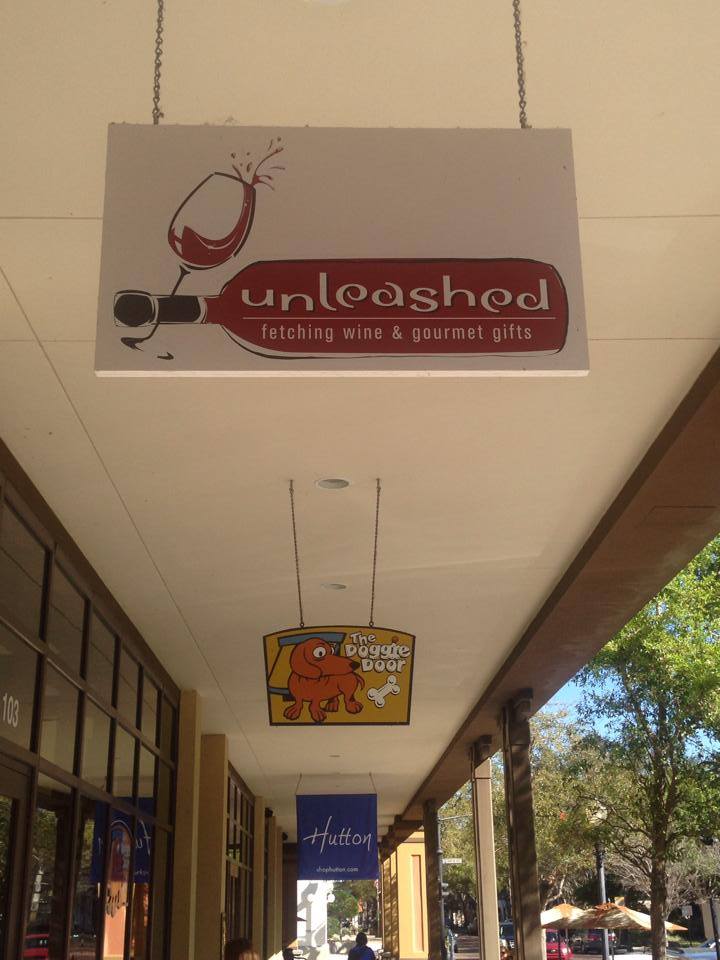 unleashed
fetching wine & gourmet gifts
The
Doggie
Door
Hutton
shophutton.com
103